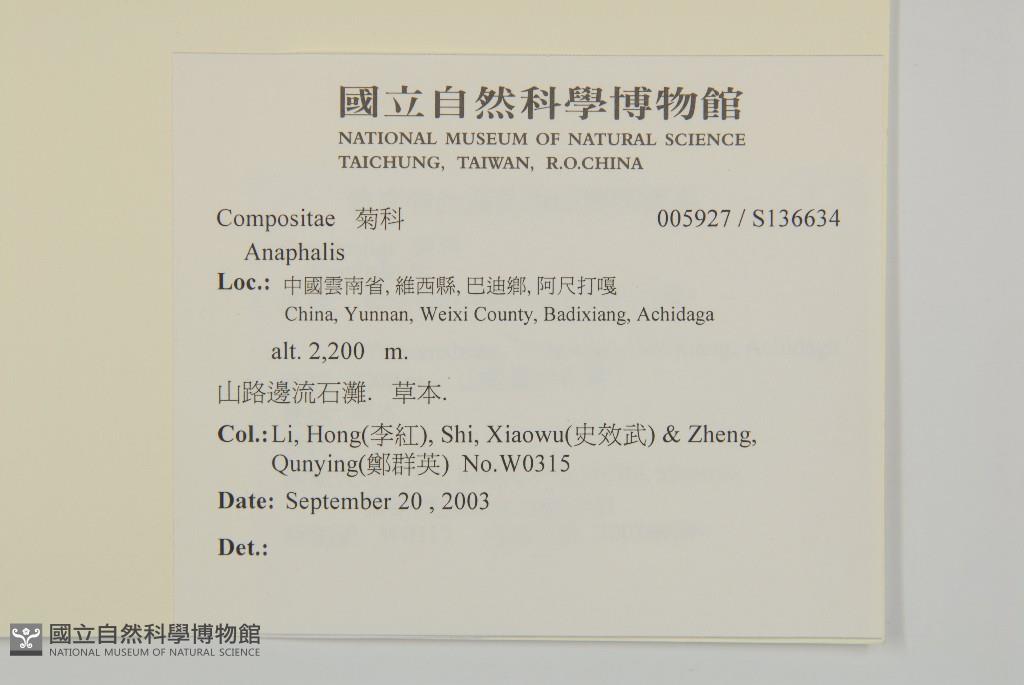 國立自然科學博物館
NATIONAL MUSEUM OF NATURAL SCIENCE
TAICHUNG, TAIWAN, R.O.CHINA
Compositae 菊科 005927 / S136634
Anaphalis
Loc.: 中國雲南省, 維西縣, 巴迪鄉, 阿尺打嘎
China, Yunnan, Weixi County, Badixiang, Achidaga
alt. 2,200 m.
山路邊流石灘. 草本.
Col.: Li, Hong(李紅), Shi, Xiaowu(史效武) & Zheng,
Qunying(鄭群英) No.W0315
Date: September 20 , 2003
Det.:
國立自然科學博物館
NATIONAL MUSEUM OF NATURAL SCIENCE